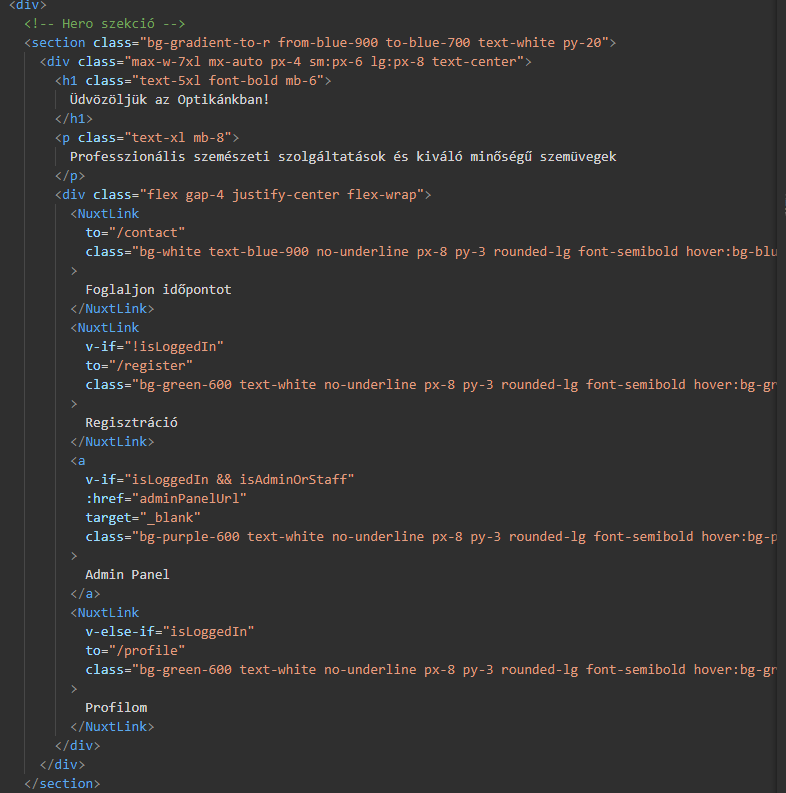 <div>
<!-- Hero szekció -->
<section class="bg-gradient-to-r from-blue-900 to-blue-700 text-white py-20">
<div class="max-w-7xl mx-auto px-4 sm:px-6 lg:px-8 text-center">
<h1 class="text-5xl font-bold mb-6">
Üdvözöljük az Optikánkban!
</h1>
<p class="text-xl mb-8">
Professzionális szemészeti szolgáltatások és kiváló minőségű szemüvegek
</p>
<div class="flex gap-4 justify-center flex-wrap">
<NuxtLink
to="/contact"
class="bg-white text-blue-900 no-underline px-8 py-3 rounded-lg font-semibold hover:bg-blu
>
Foglaljon időpontot
</NuxtLink>
<NuxtLink
v-if="!isLoggedIn"
to="/register"
class="bg-green-600 text-white no-underline px-8 py-3 rounded-lg font-semibold hover:bg-gr
>
Regisztráció
</NuxtLink>
<a
v-if="isLoggedIn && isAdminOrStaff"
:href="adminPanelUrl"
target="_blank"
class="bg-purple-600 text-white no-underline px-8 py-3 rounded-lg font-semibold hover:bg-p
>
Admin Panel
</a>
<NuxtLink
v-else-if="isLoggedIn"
to="/profile"
class="bg-green-600 text-white no-underline px-8 py-3 rounded-lg font-semibold hover:bg-gr
>
Profilom
</NuxtLink>
</div>
</div>
</section>